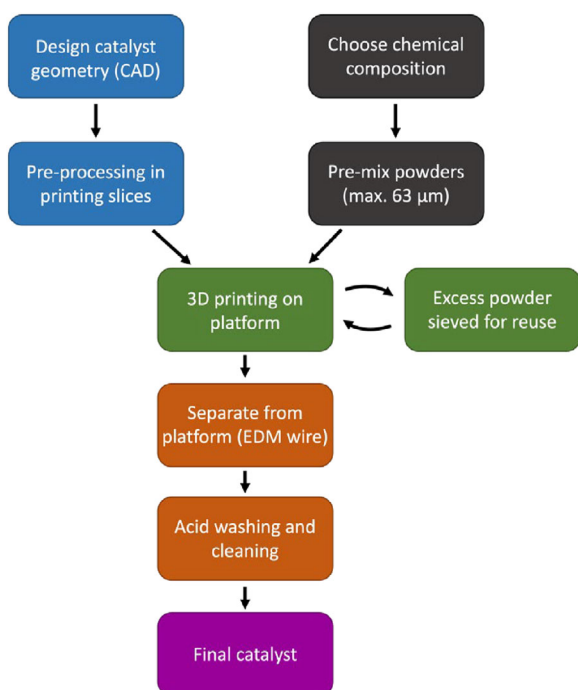 Design catalyst
geometry (CAD)
Choose chemical
composition
Pre-processing in
printing slices
Pre-mix powders
(max. 63 µm)
3D printing on
platform
Excess powder
sieved for reuse
Separate from
platform (EDM wire)
Acid washing and
cleaning
Final catalyst